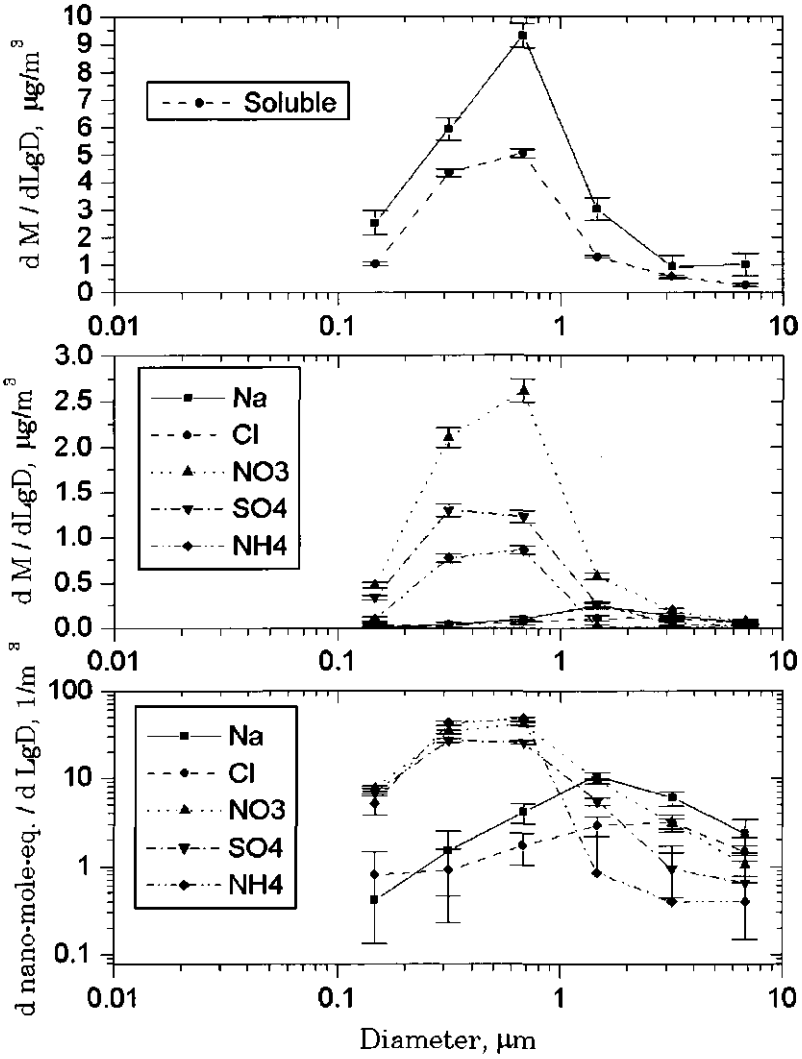 10
9
8
7
6
5
4
3
2
1
0
d M / dLgD, µg/m³
Soluble
0.01 0.1 1 10
3.0
2.5
2.0
1.5
1.0
0.5
0.0
d M / dLgD, µg/m³
Na
Cl
NO3
SO4
NH4
0.01 0.1 1 10
100
10
1
0.1
d nano-mole-eq. / d LgD, 1/m³
Na
Cl
NO3
SO4
NH4
0.01 0.1 1 10
Diameter, µm